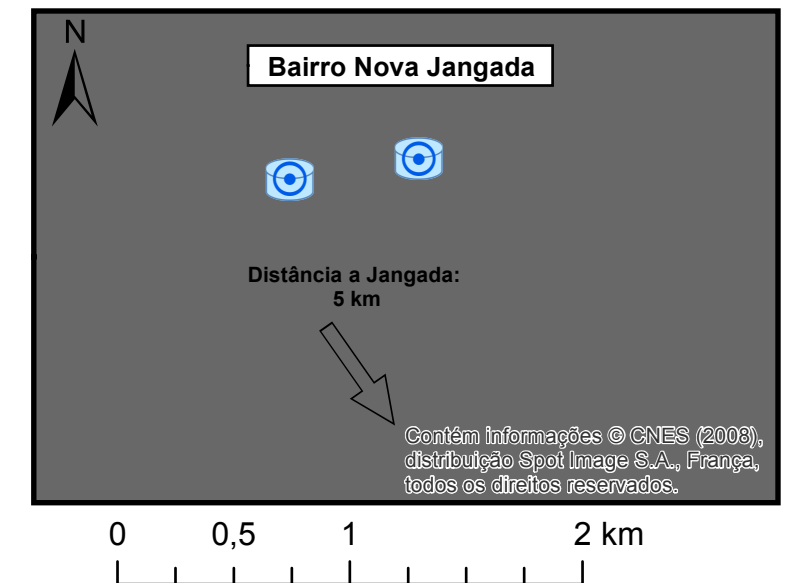 N
Bairro Nova Jangada
Distância a Jangada:
5 km
Contém informações © CNES (2008),
distribuição Spot Image S.A., França,
todos os direitos reservados.
0 0,5 1 2 km